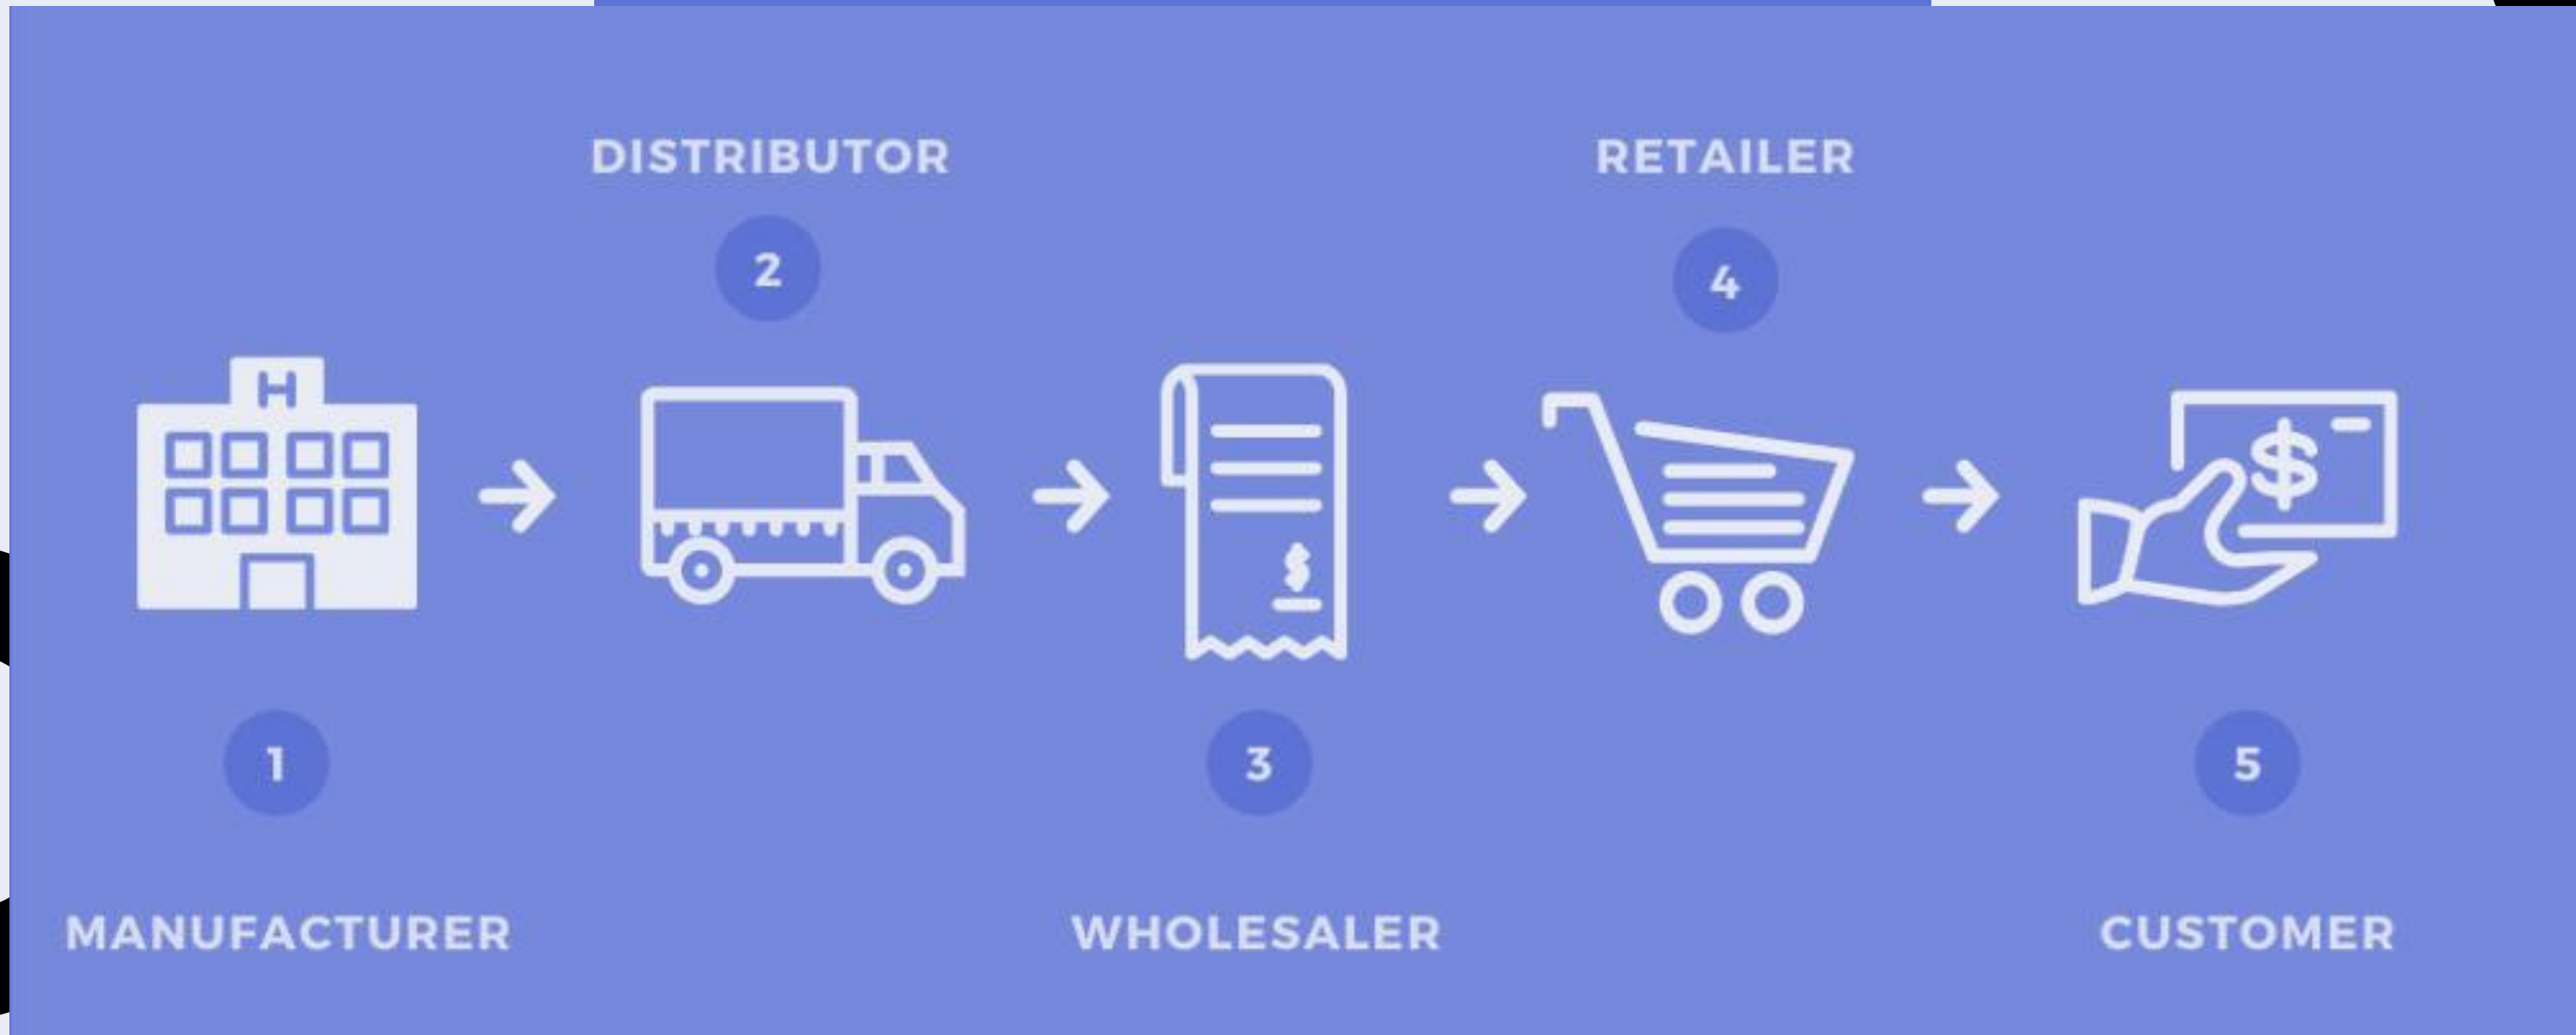 DISTRIBUTOR
RETAILER
2
4
H
$
$
1
3
5
MANUFACTURER
WHOLESALER
CUSTOMER